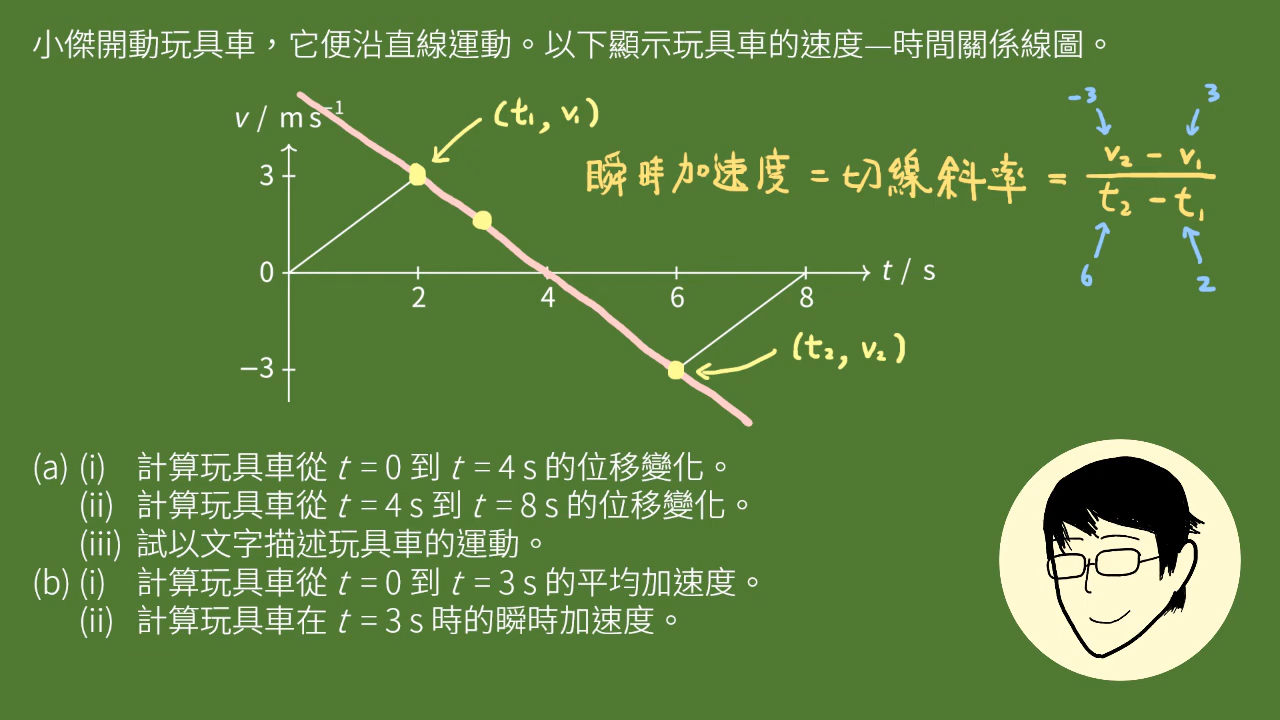 小傑開動玩具車，它便沿直線運動。以下顯示玩具車的速度—時間關係線圖。
v / m s⁻¹
(t₁, v₁)
-3
3
3
瞬時加速度 = 切線斜率 = v₂ - v₁ / t₂ - t₁
0
t / s
2
4
6
8
6
2
(t₂, v₂)
−3
(a) (i) 計算玩具車從 t = 0 到 t = 4 s 的位移變化。
(ii) 計算玩具車從 t = 4 s 到 t = 8 s 的位移變化。
(iii) 試以文字描述玩具車的運動。
(b) (i) 計算玩具車從 t = 0 到 t = 3 s 的平均加速度。
(ii) 計算玩具車在 t = 3 s 時的瞬時加速度。